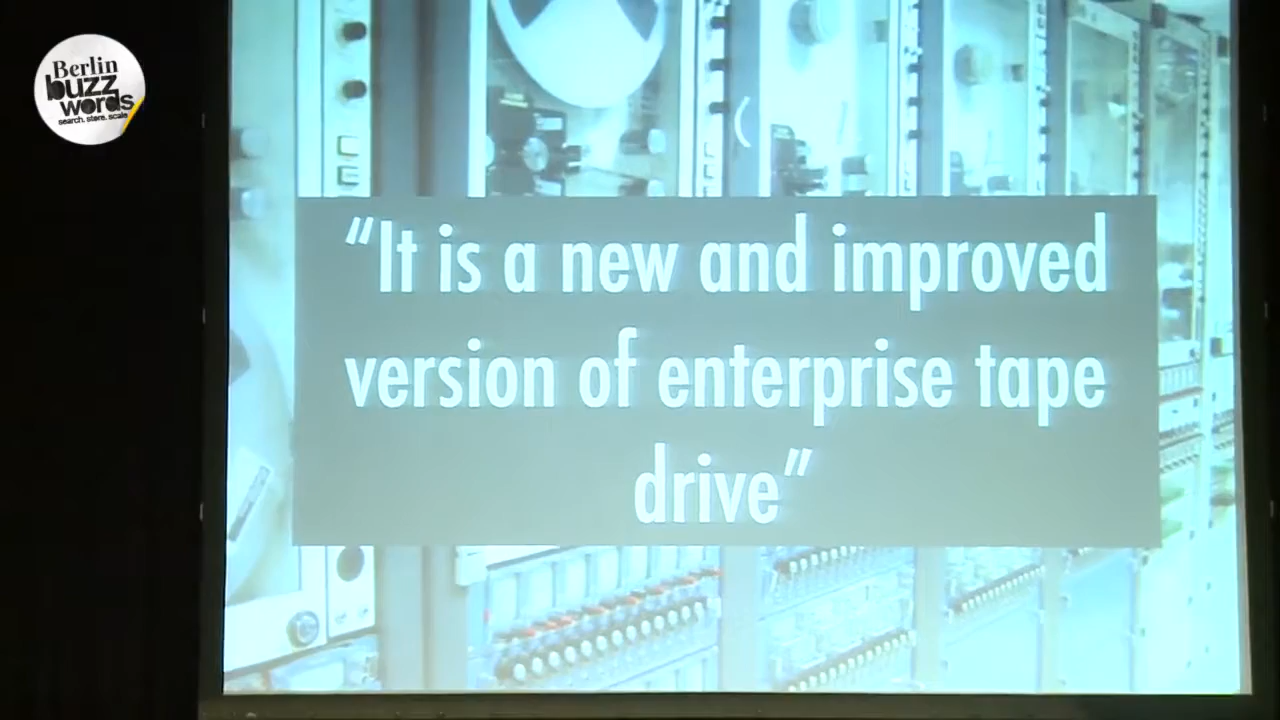 Berlin
buzz
words
search. store. scale
“It is a new and improved
version of enterprise tape
drive”